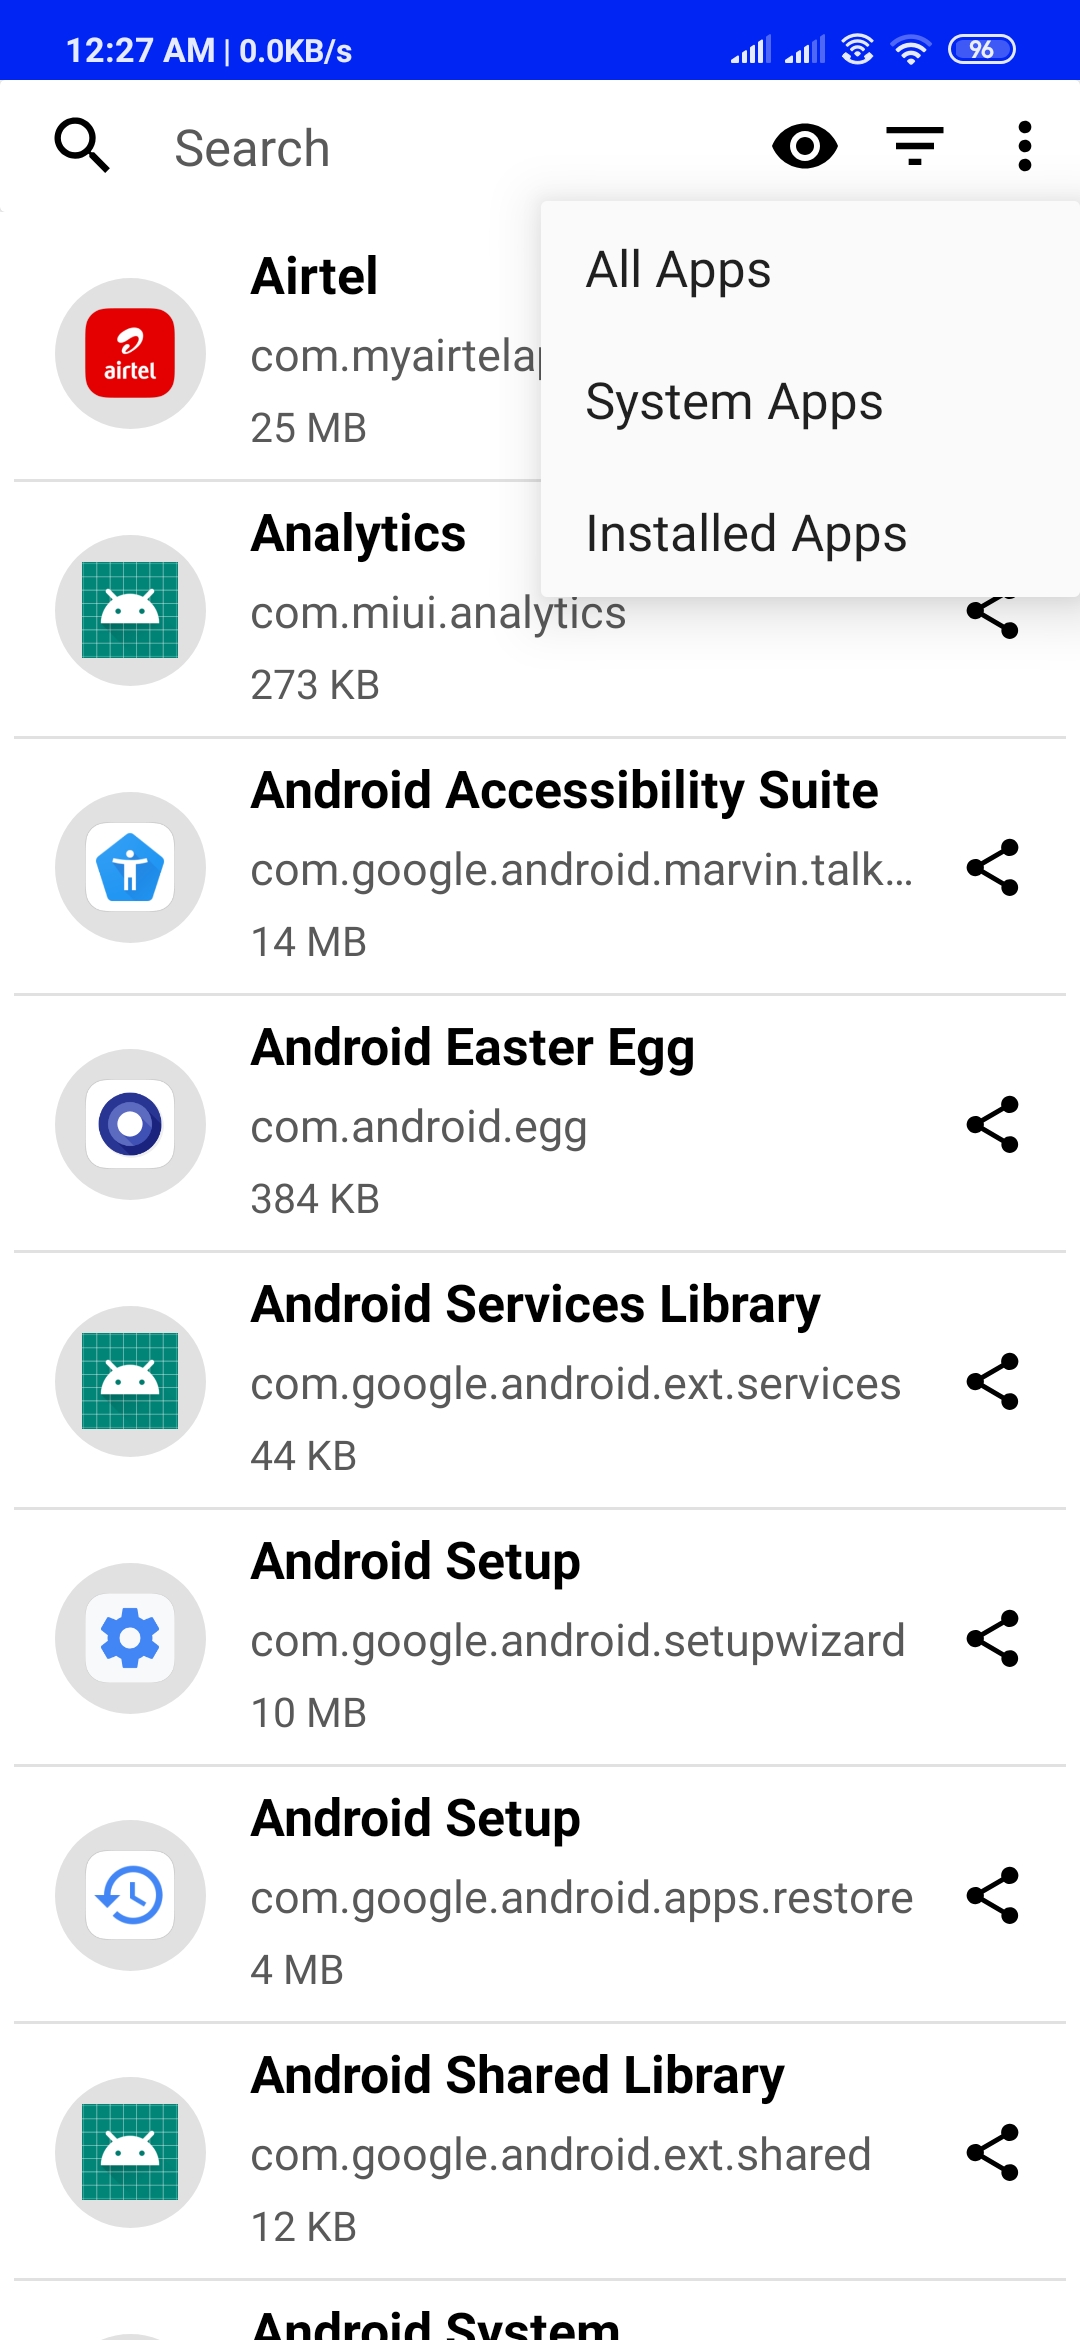 12:27 AM | 0.0KB/s
96
Search
All Apps
System Apps
Installed Apps
Airtel
airtel
com.myairtelap
25 MB
Analytics
com.miui.analytics
273 KB
Android Accessibility Suite
com.google.android.marvin.talk...
14 MB
Android Easter Egg
com.android.egg
384 KB
Android Services Library
com.google.android.ext.services
44 KB
Android Setup
com.google.android.setupwizard
10 MB
Android Setup
com.google.android.apps.restore
4 MB
Android Shared Library
com.google.android.ext.shared
12 KB
Android System